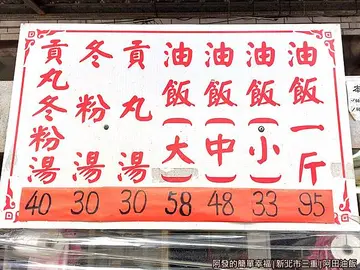 油飯一斤 95
油飯(小) 33
油飯(中) 48
油飯(大) 58
貢丸湯 30
冬粉湯 30
貢丸冬粉湯 40
阿發的簡單幸福|新北市三重|阿田油飯